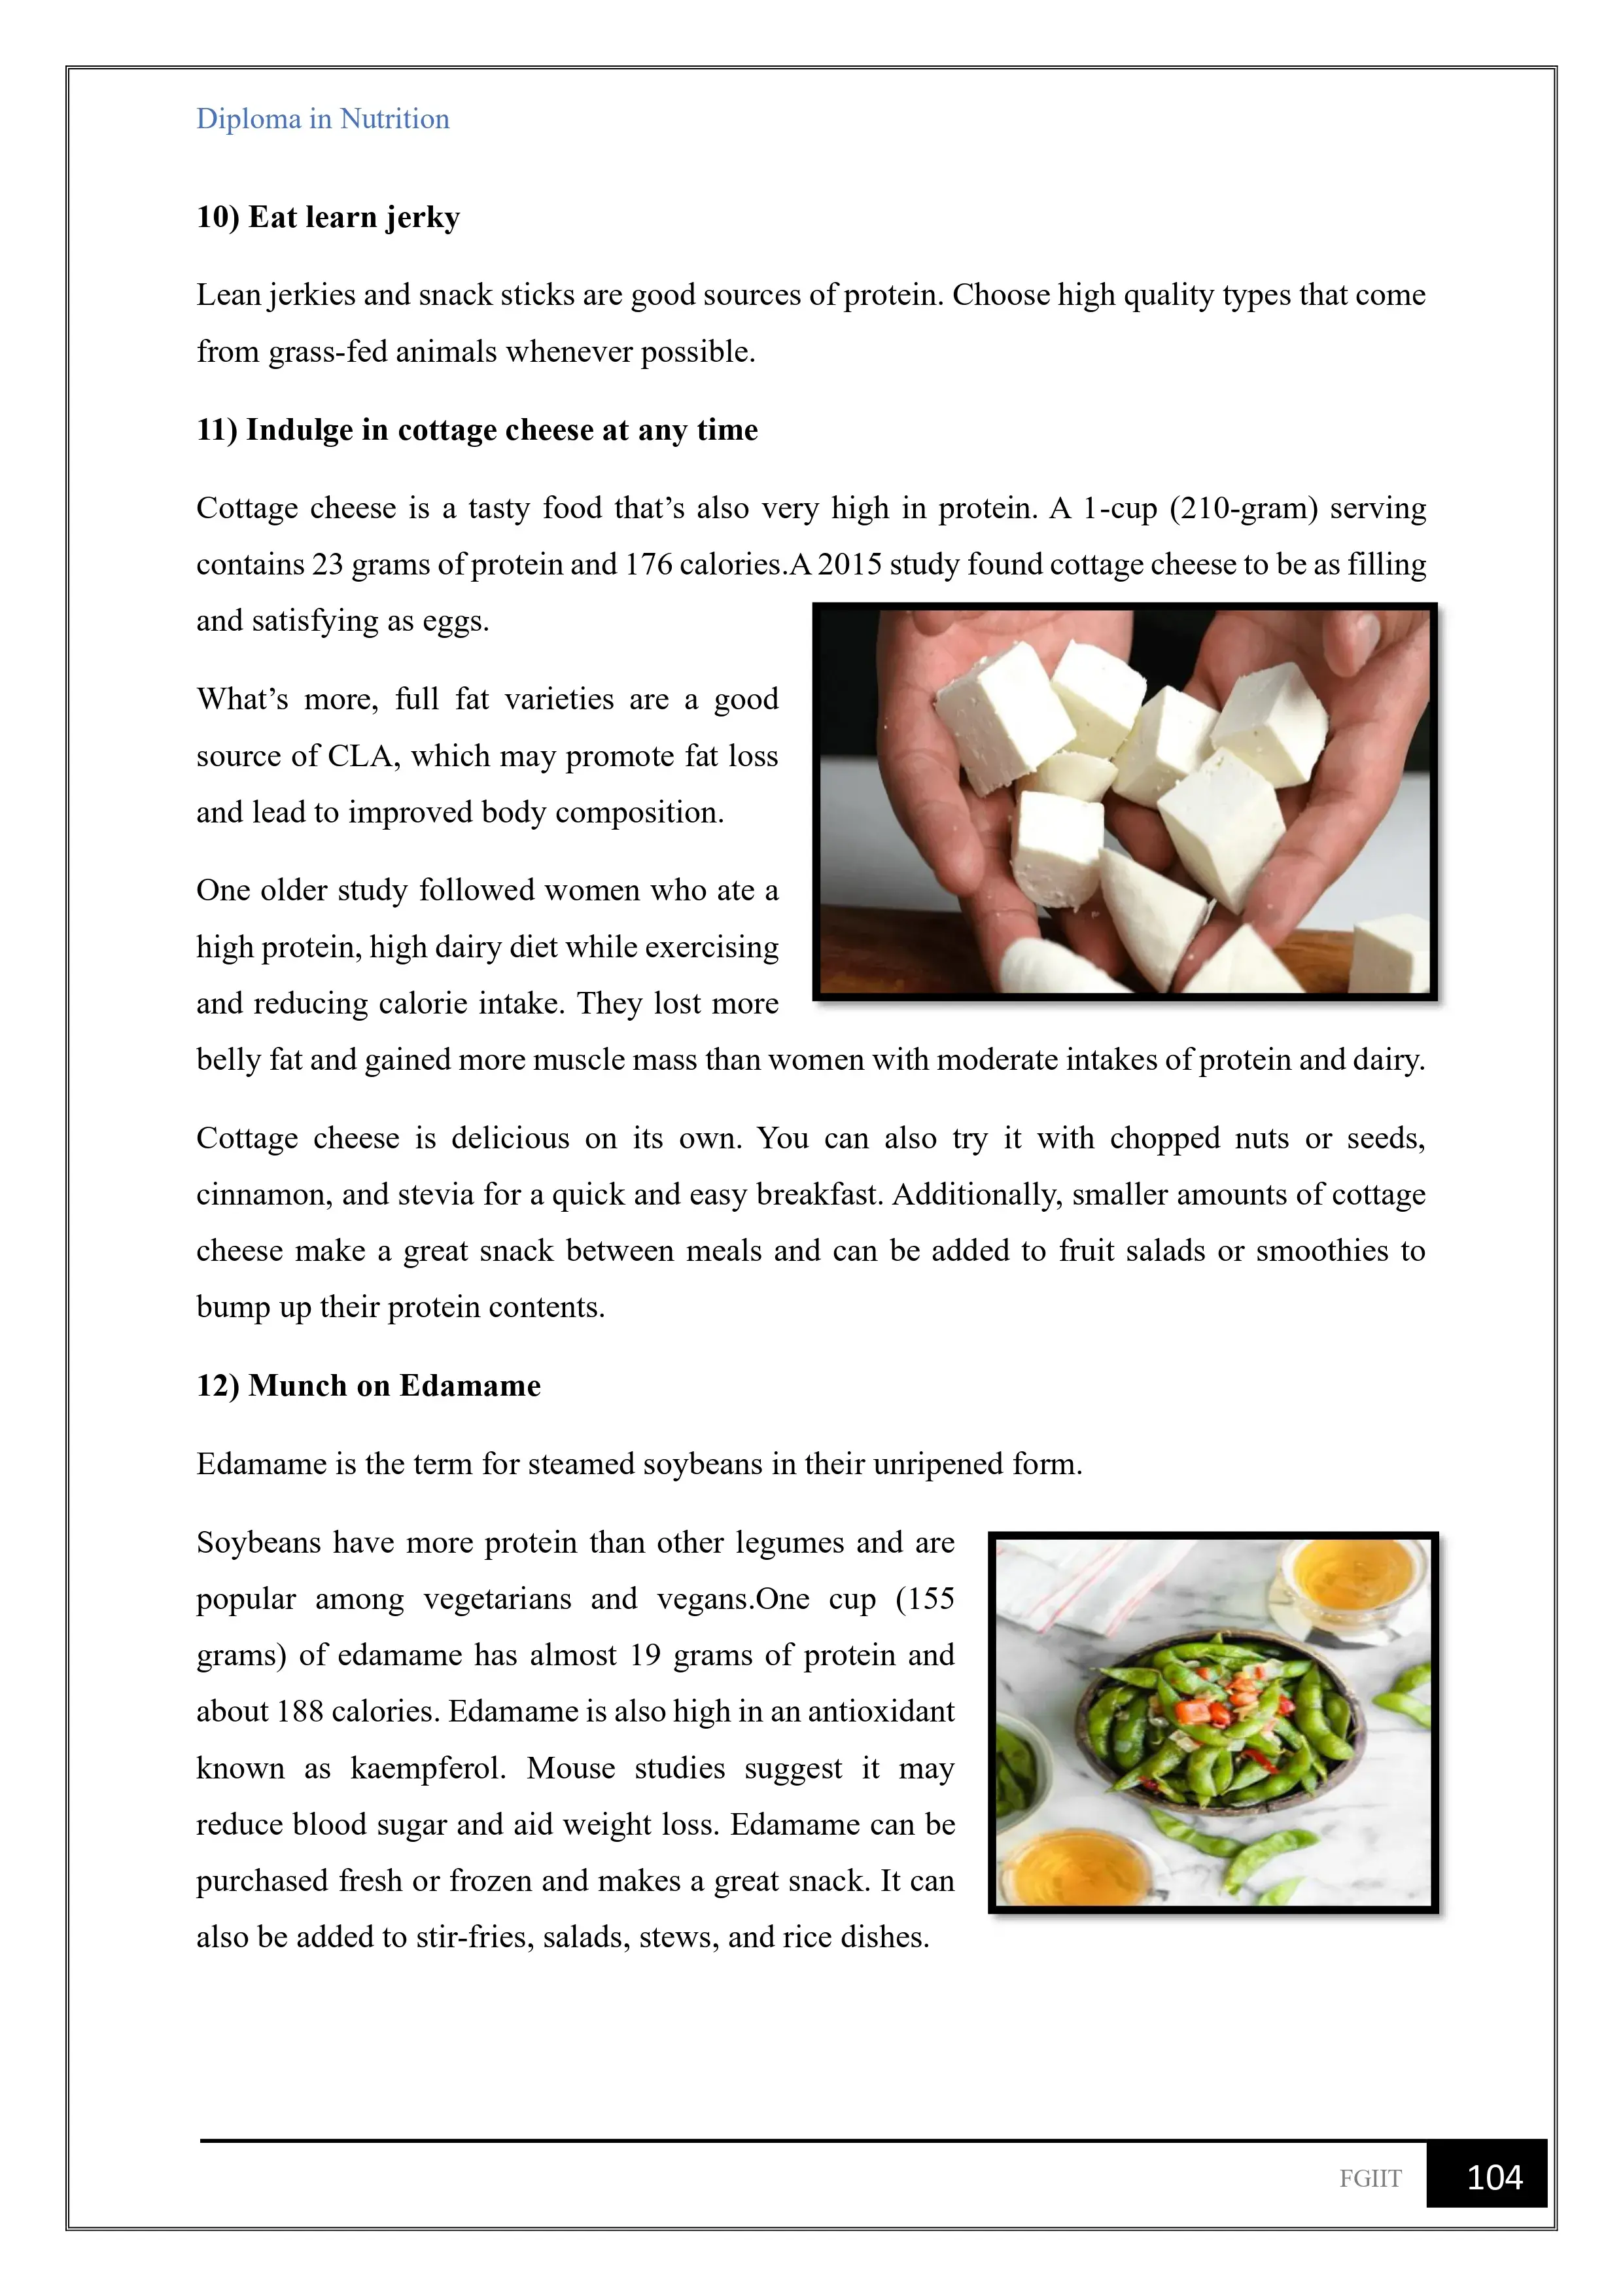 Diploma in Nutrition
10) Eat learn jerky
Lean jerkies and snack sticks are good sources of protein. Choose high quality types that come
from grass-fed animals whenever possible.
11) Indulge in cottage cheese at any time
Cottage cheese is a tasty food that’s also very high in protein. A 1-cup (210-gram) serving
contains 23 grams of protein and 176 calories.A 2015 study found cottage cheese to be as filling
and satisfying as eggs.
What’s more, full fat varieties are a good
source of CLA, which may promote fat loss
and lead to improved body composition.
One older study followed women who ate a
high protein, high dairy diet while exercising
and reducing calorie intake. They lost more
belly fat and gained more muscle mass than women with moderate intakes of protein and dairy.
Cottage cheese is delicious on its own. You can also try it with chopped nuts or seeds,
cinnamon, and stevia for a quick and easy breakfast. Additionally, smaller amounts of cottage
cheese make a great snack between meals and can be added to fruit salads or smoothies to
bump up their protein contents.
12) Munch on Edamame
Edamame is the term for steamed soybeans in their unripened form.
Soybeans have more protein than other legumes and are
popular among vegetarians and vegans.One cup (155
grams) of edamame has almost 19 grams of protein and
about 188 calories. Edamame is also high in an antioxidant
known as kaempferol. Mouse studies suggest it may
reduce blood sugar and aid weight loss. Edamame can be
purchased fresh or frozen and makes a great snack. It can
also be added to stir-fries, salads, stews, and rice dishes.
FGIIT 104